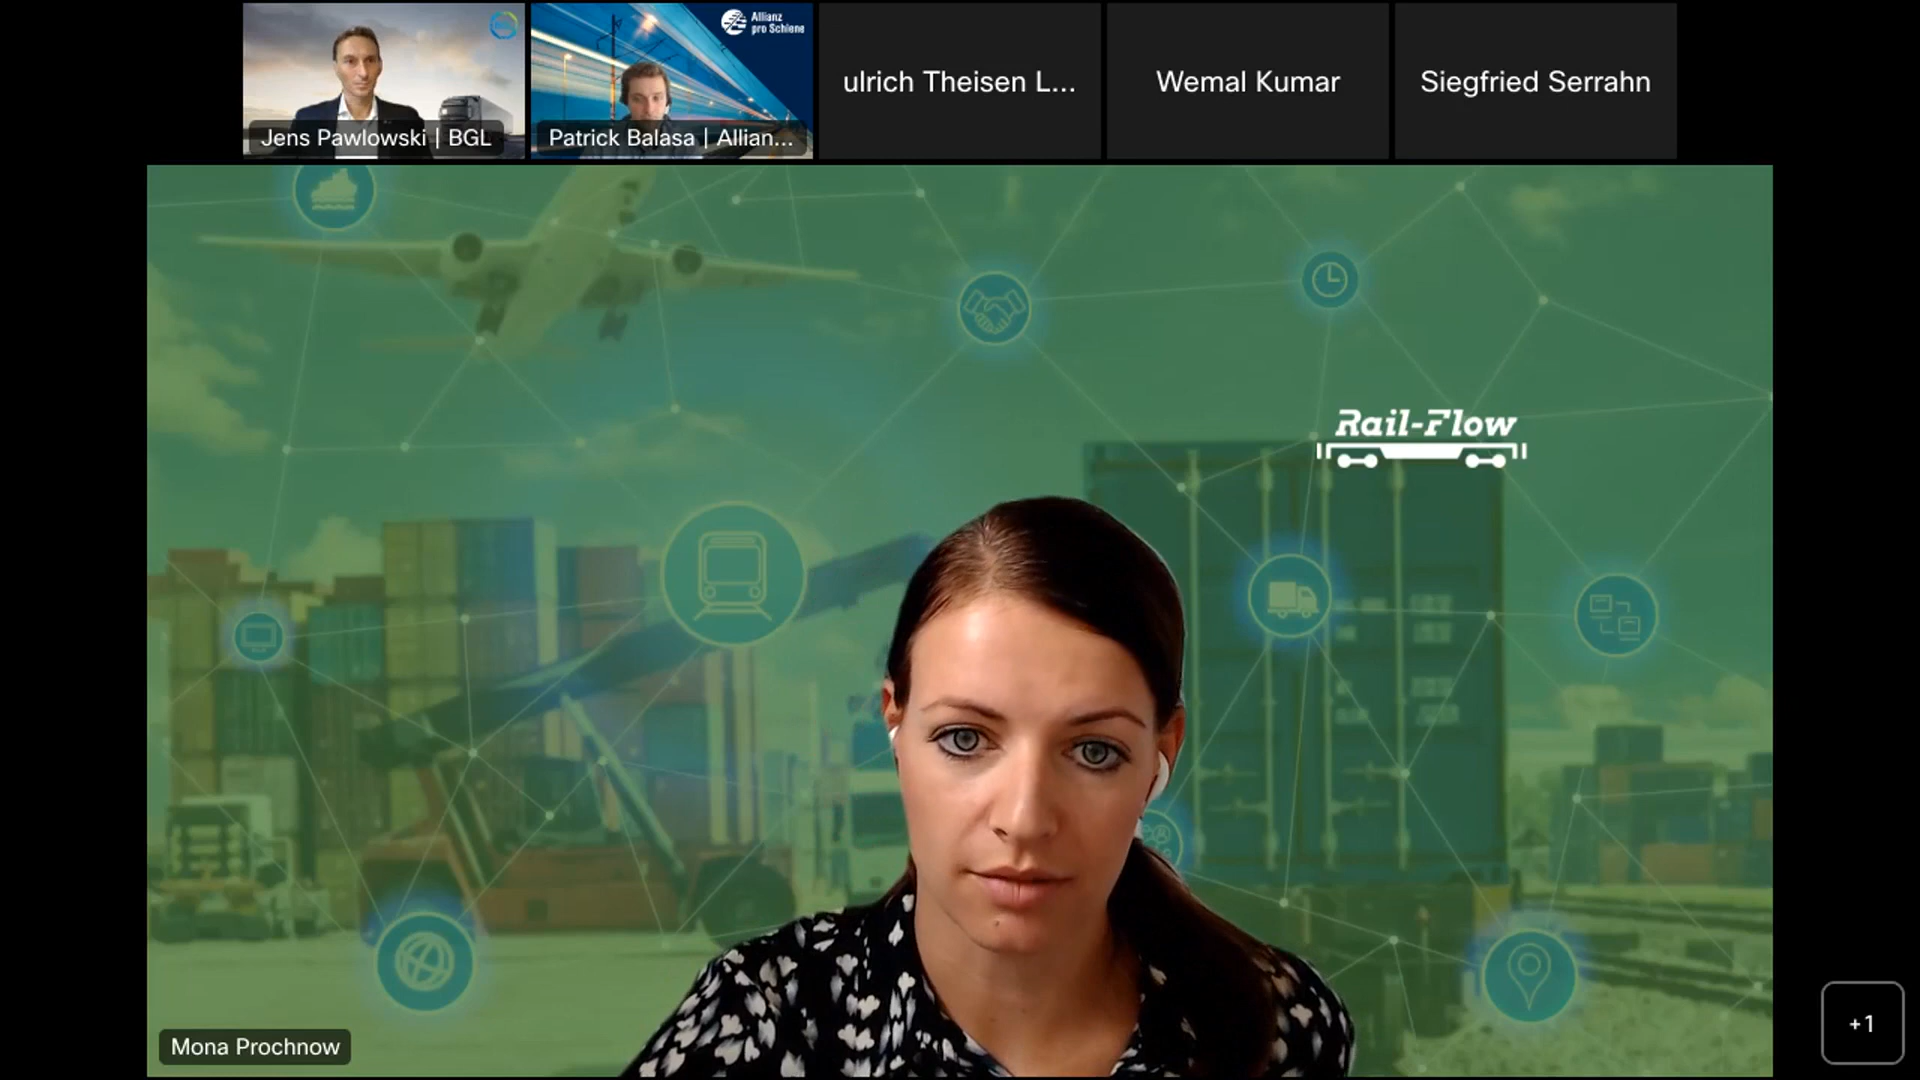 Allianz
pro Schiene
Jens Pawlowski | BGL
Patrick Balasa | Allian...
ulrich Theisen L...
Wemal Kumar
Siegfried Serrahn
Rail-Flow
Mona Prochnow
+1